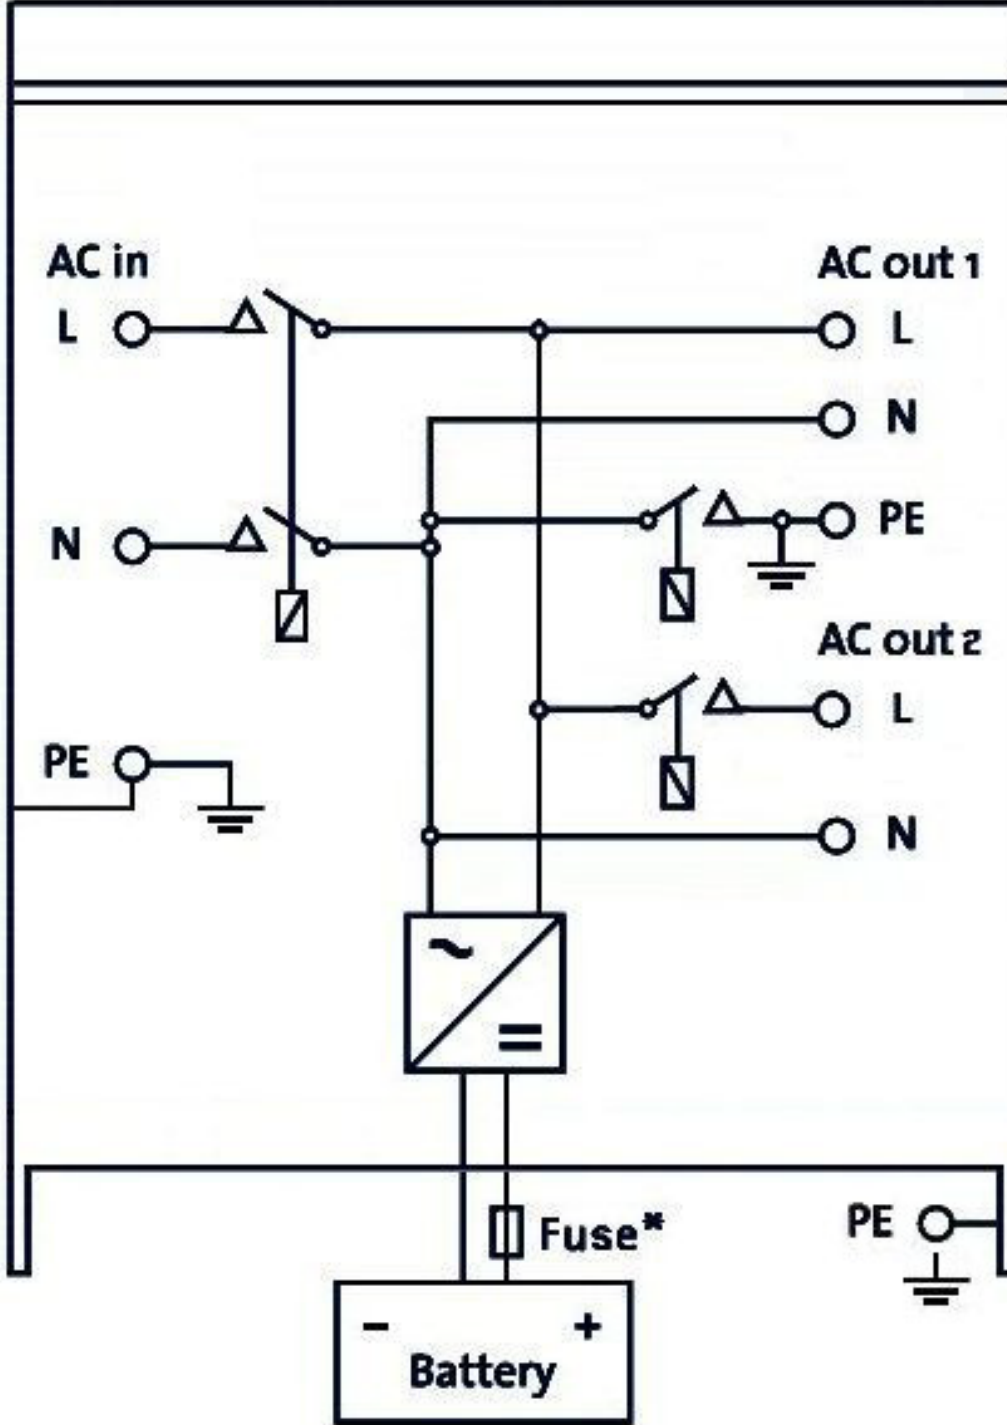 AC in
AC out 1
L
L
N
N
PE
AC out 2
L
PE
N
~
=
Fuse*
PE
- +
Battery